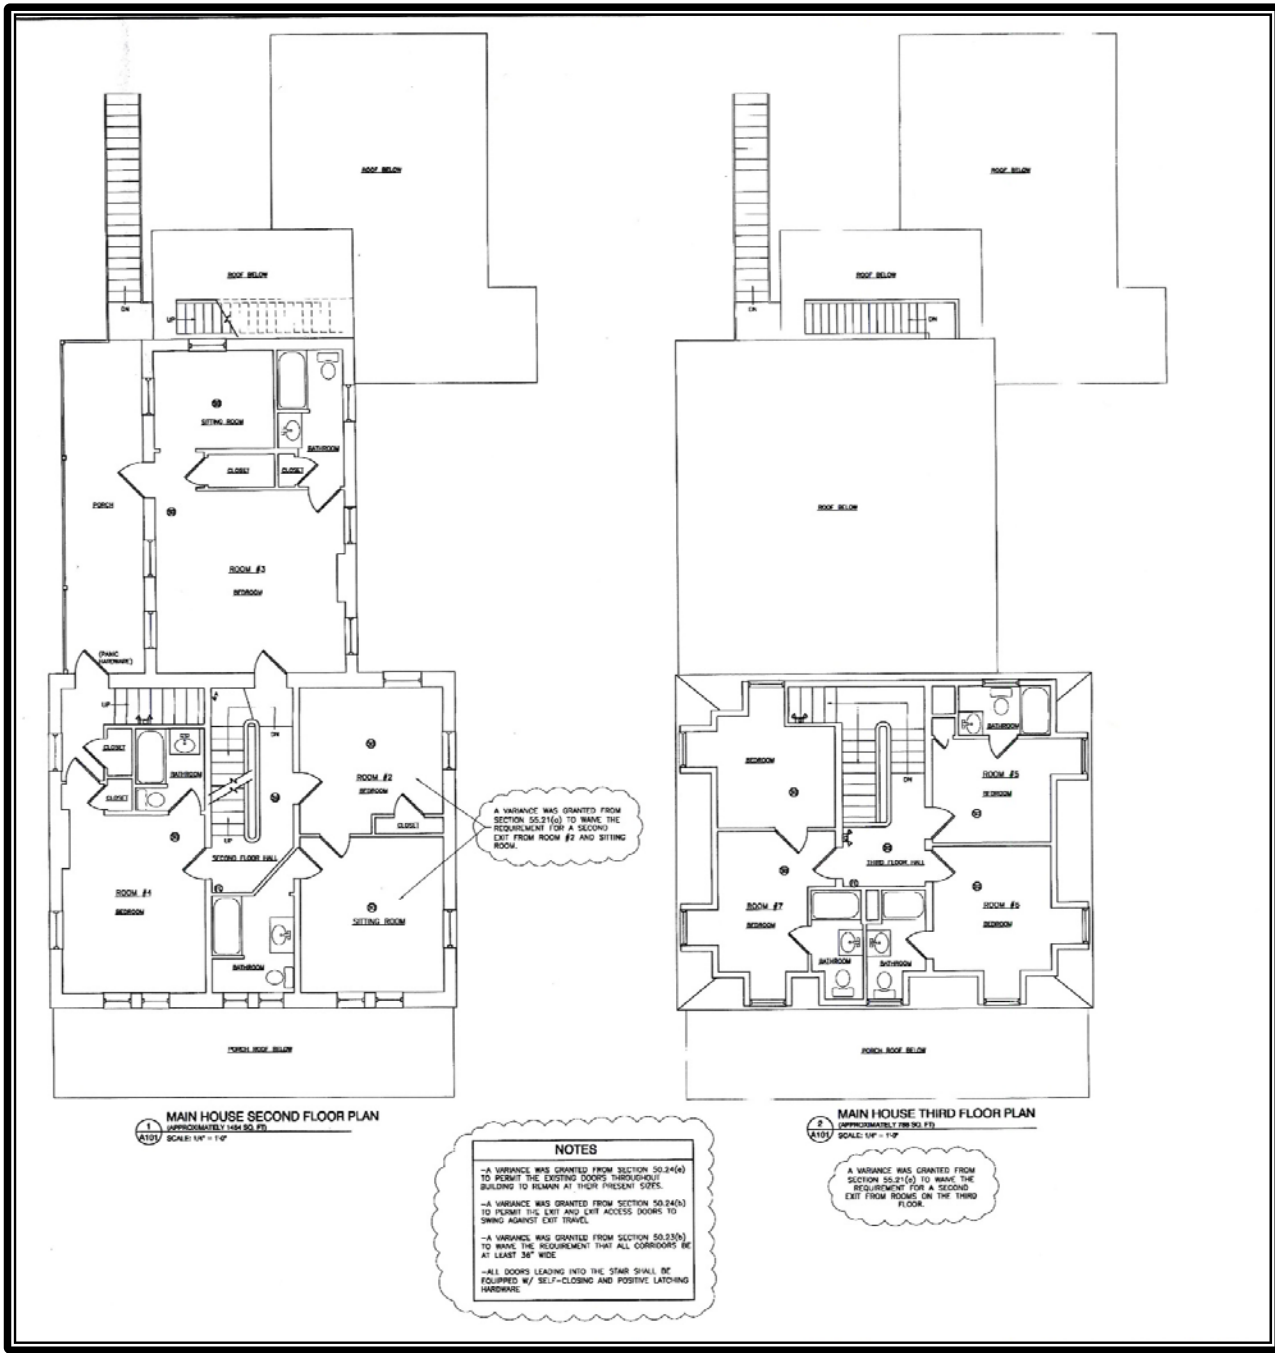 ROOF BELOW
ROOF BELOW
UP
DN
SITTING ROOM
BATHROOM
CLOSET
CLOSET
PORCH
ROOM #3
BEDROOM
(PANIC
HARDWARE)
UP
DN
CLOSET
BATHROOM
CLOSET
ROOM #2
BEDROOM
CLOSET
UP
SECOND FLOOR HALL
ROOM #4
BEDROOM
SITTING ROOM
BATHROOM
PORCH ROOF BELOW
A VARIANCE WAS GRANTED FROM
SECTION 55.21(a) TO WAIVE THE
REQUIREMENT FOR A SECOND
EXIT FROM ROOM #2 AND SITTING
ROOM.
1
A101
MAIN HOUSE SECOND FLOOR PLAN
SCALE: 1/4" = 1'-0"
ROOF BELOW
ROOF BELOW
DN
DN
ROOF BELOW
BEDROOM
BATHROOM
ROOM #5
BEDROOM
DN
THIRD FLOOR HALL
ROOM #7
BEDROOM
ROOM #6
BEDROOM
BATHROOM
BATHROOM
PORCH ROOF BELOW
2
A101
MAIN HOUSE THIRD FLOOR PLAN
SCALE: 1/4" = 1'-0"
A VARIANCE WAS GRANTED FROM
SECTION 55.21(a) TO WAIVE THE
REQUIREMENT FOR A SECOND
EXIT FROM ROOMS ON THE THIRD
FLOOR.
NOTES
-A VARIANCE WAS GRANTED FROM SECTION 50.24(a)
TO PERMIT THE EXISTING DOORS THROUGHOUT
BUILDING TO REMAIN AT THEIR PRESENT SIZES.
-A VARIANCE WAS GRANTED FROM SECTION 50.24(b)
TO PERMIT THE EXIT AND EXIT ACCESS DOORS TO
SWING AGAINST EXIT TRAVEL
-A VARIANCE WAS GRANTED FROM SECTION 50.23(b)
TO WAIVE THE REQUIREMENT THAT ALL CORRIDORS BE
AT LEAST 36" WIDE
-ALL DOORS LEADING INTO THE STAIR SHALL BE
EQUIPPED W/ SELF-CLOSING AND POSITIVE LATCHING
HARDWARE